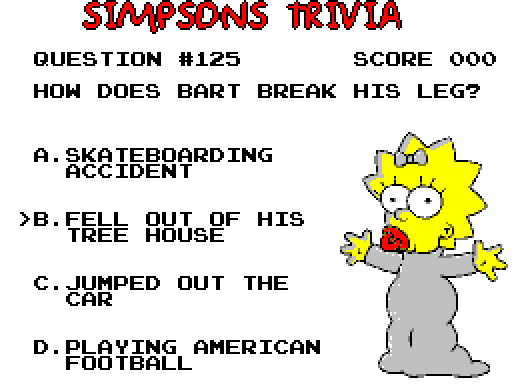 SIMPSONS TRIVIA
QUESTION #125 SCORE 000
HOW DOES BART BREAK HIS LEG?
A.SKATEBOARDING
ACCIDENT
>B.FELL OUT OF HIS
TREE HOUSE
C.JUMPED OUT THE
CAR
D.PLAYING AMERICAN
FOOTBALL